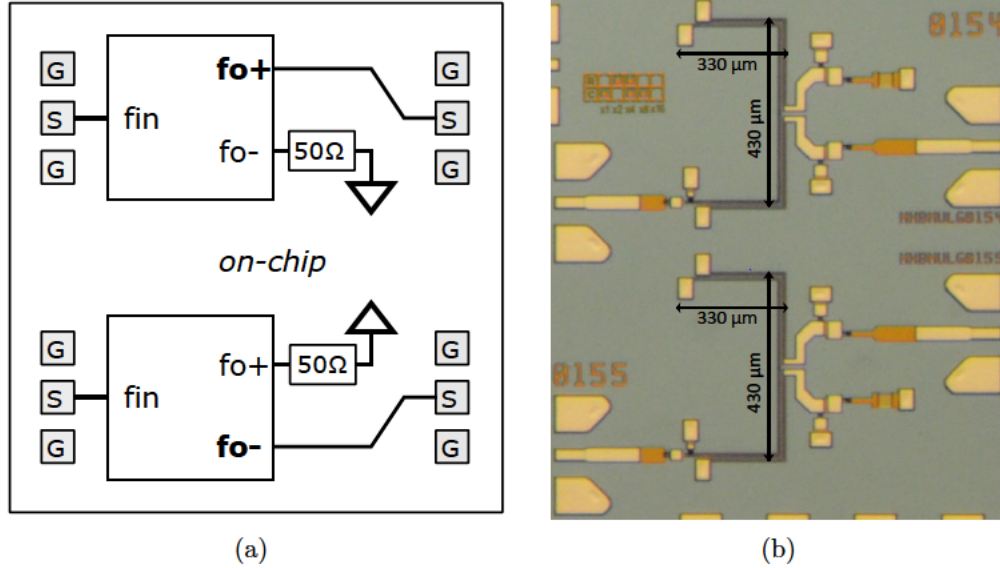 G
fo+
G
S
fin
S
G
fo-
50Ω
G
on-chip
G
fo+
50Ω
G
S
fin
S
G
fo-
G
0154
330 µm
430 µm
330 µm
430 µm
0155
(a)
(b)